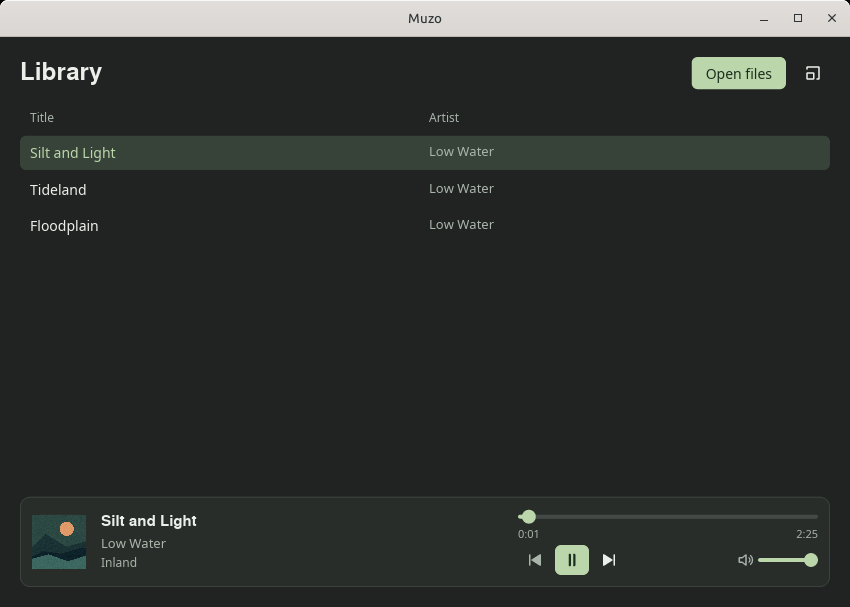 Muzo
Library
Open files
Title Artist
Silt and Light Low Water
Tideland Low Water
Floodplain Low Water
Silt and Light
Low Water
Inland
0:01 2:25